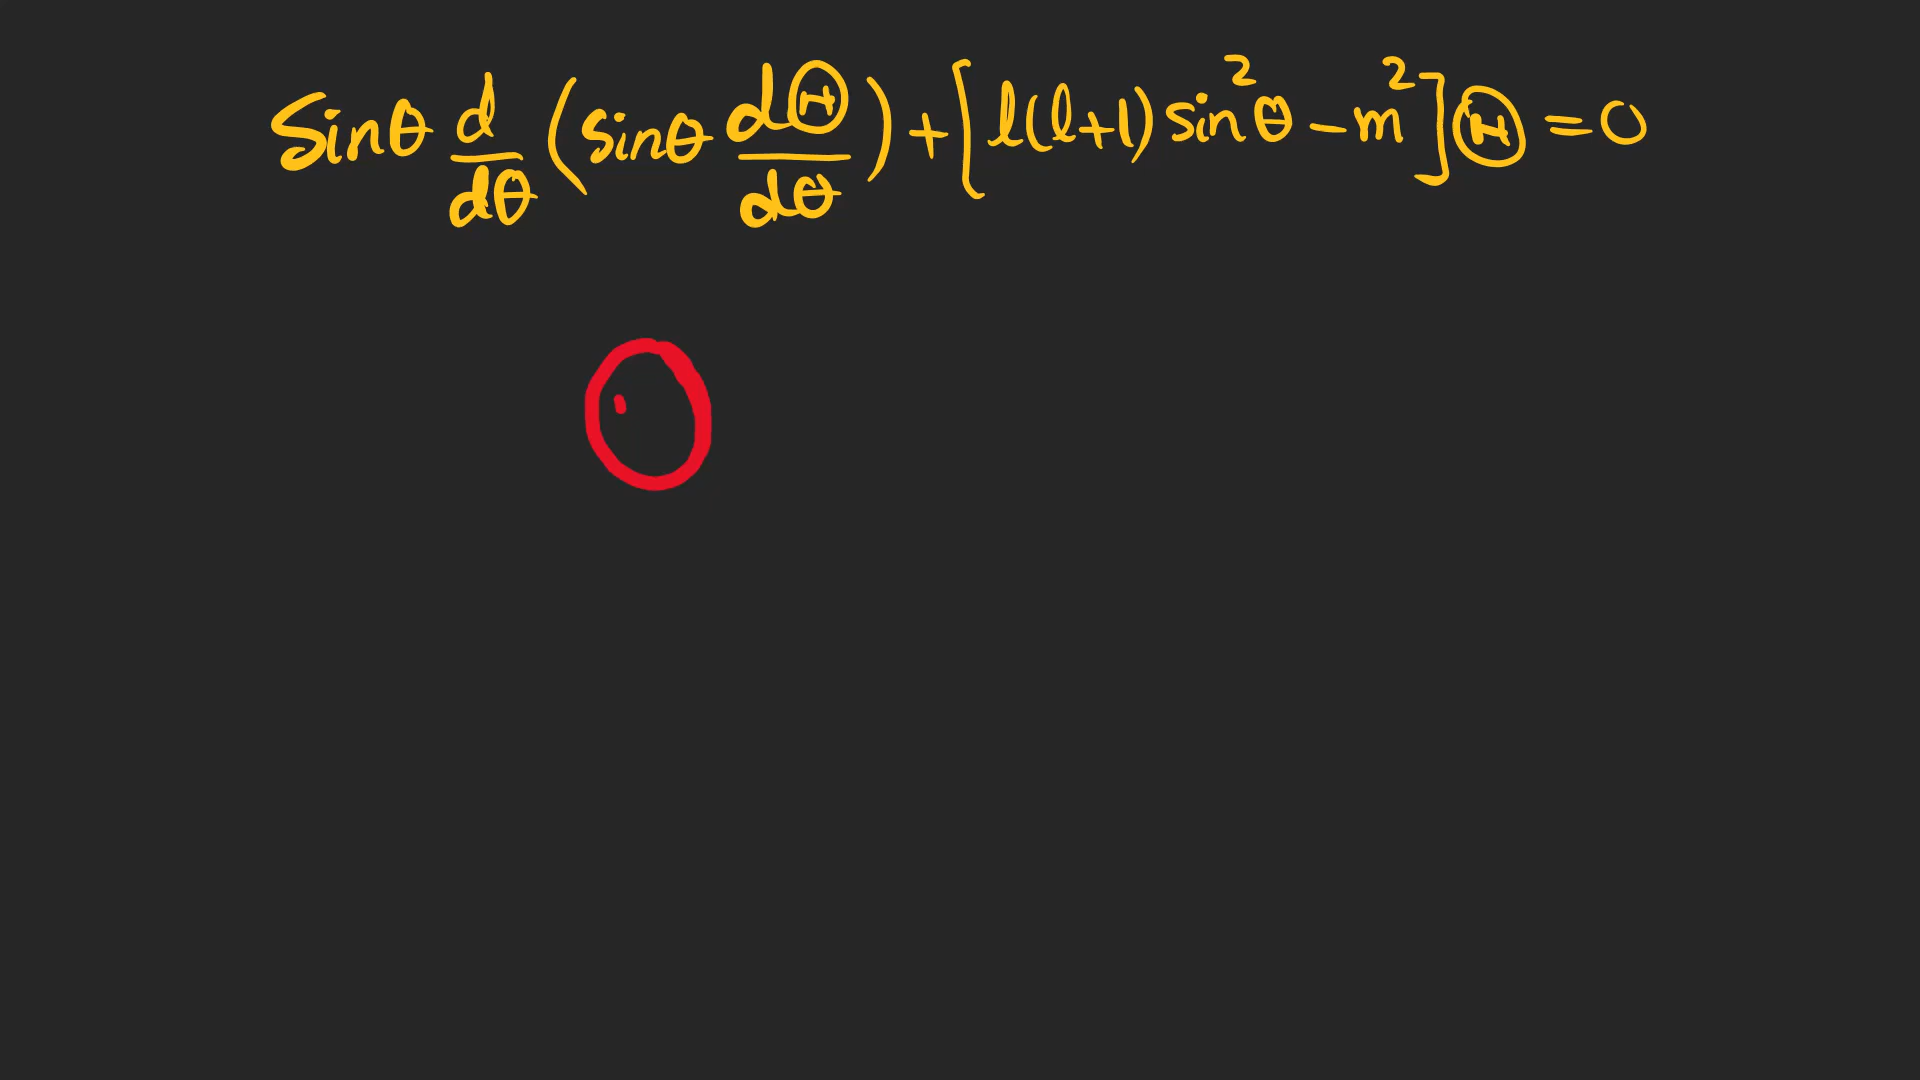 Sinθ d/dθ (sinθ dΘ/dθ) + [l(l+1) sin²θ − m²]Θ = 0